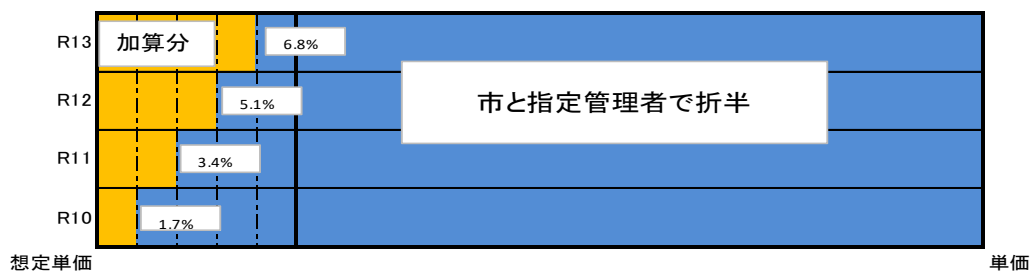 R13
加算分
6.8%
R12
5.1%
市と指定管理者で折半
R11
3.4%
R10
1.7%
想定単価
単価